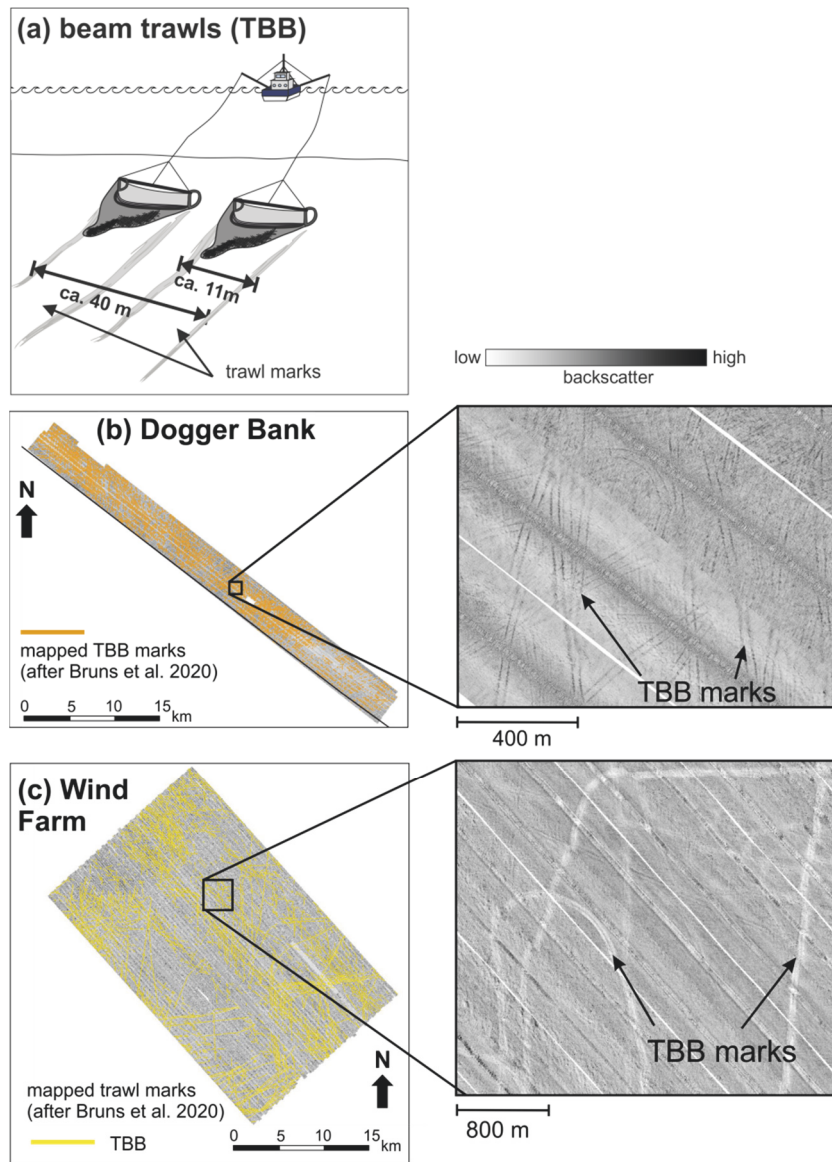 (a) beam trawls (TBB)
ca. 40 m
ca. 11m
trawl marks
low
high
backscatter
(b) Dogger Bank
N
mapped TBB marks
(after Bruns et al. 2020)
0 5 10 15
km
TBB marks
400 m
(c) Wind
Farm
N
mapped trawl marks
(after Bruns et al. 2020)
TBB
0 5 10 15
km
TBB marks
800 m